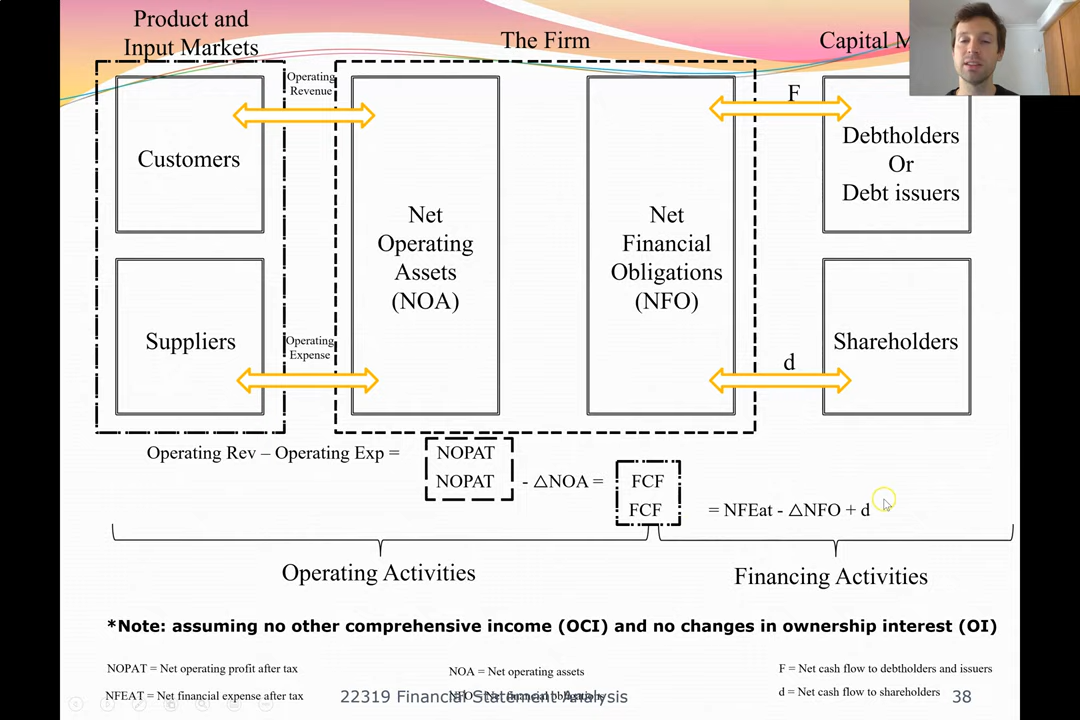 Product and
Input Markets
The Firm
Capital M
Operating
Revenue
F
Customers
Debtholders
Or
Debt issuers
Net
Operating
Assets
(NOA)
Net
Financial
Obligations
(NFO)
Suppliers
Operating
Expense
Shareholders
d
Operating Rev – Operating Exp =
NOPAT
NOPAT
- △NOA =
FCF
FCF
= NFEat - △NFO + d
Operating Activities
Financing Activities
*Note: assuming no other comprehensive income (OCI) and no changes in ownership interest (OI)
NOPAT = Net operating profit after tax
NOA = Net operating assets
F = Net cash flow to debtholders and issuers
NFEAT = Net financial expense after tax
22319 Financial Statement Analysis
d = Net cash flow to shareholders
38